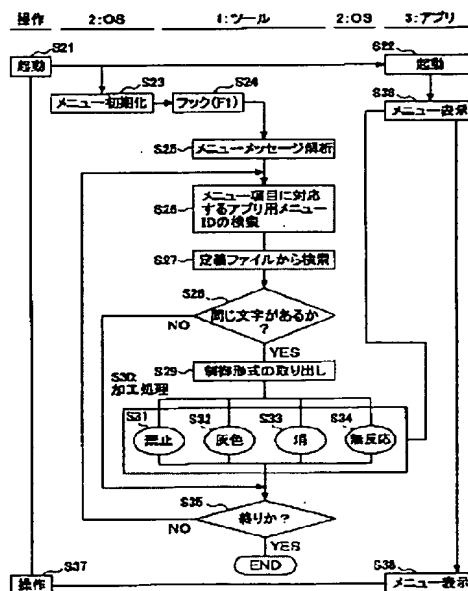 操作
2:OS
1:ツール
2:OS
3:アプリ
S21
起動
S22
起動
S23
メニュー初期化
S24
フック(F1)
S38
メニュー表示
S25
メニューメッセージ解析
S26
メニュー項目に対応
するアプリ用メニュー
IDの検索
S27
定義ファイルから検索
S28
同じ文字があるか
?
NO
YES
S29
制御形式の取り出し
S30:
加工処理
S31
禁止
S32
灰色
S33
消
S34
無反応
S35
終りか?
NO
YES
END
S37
操作
S36
メニュー表示